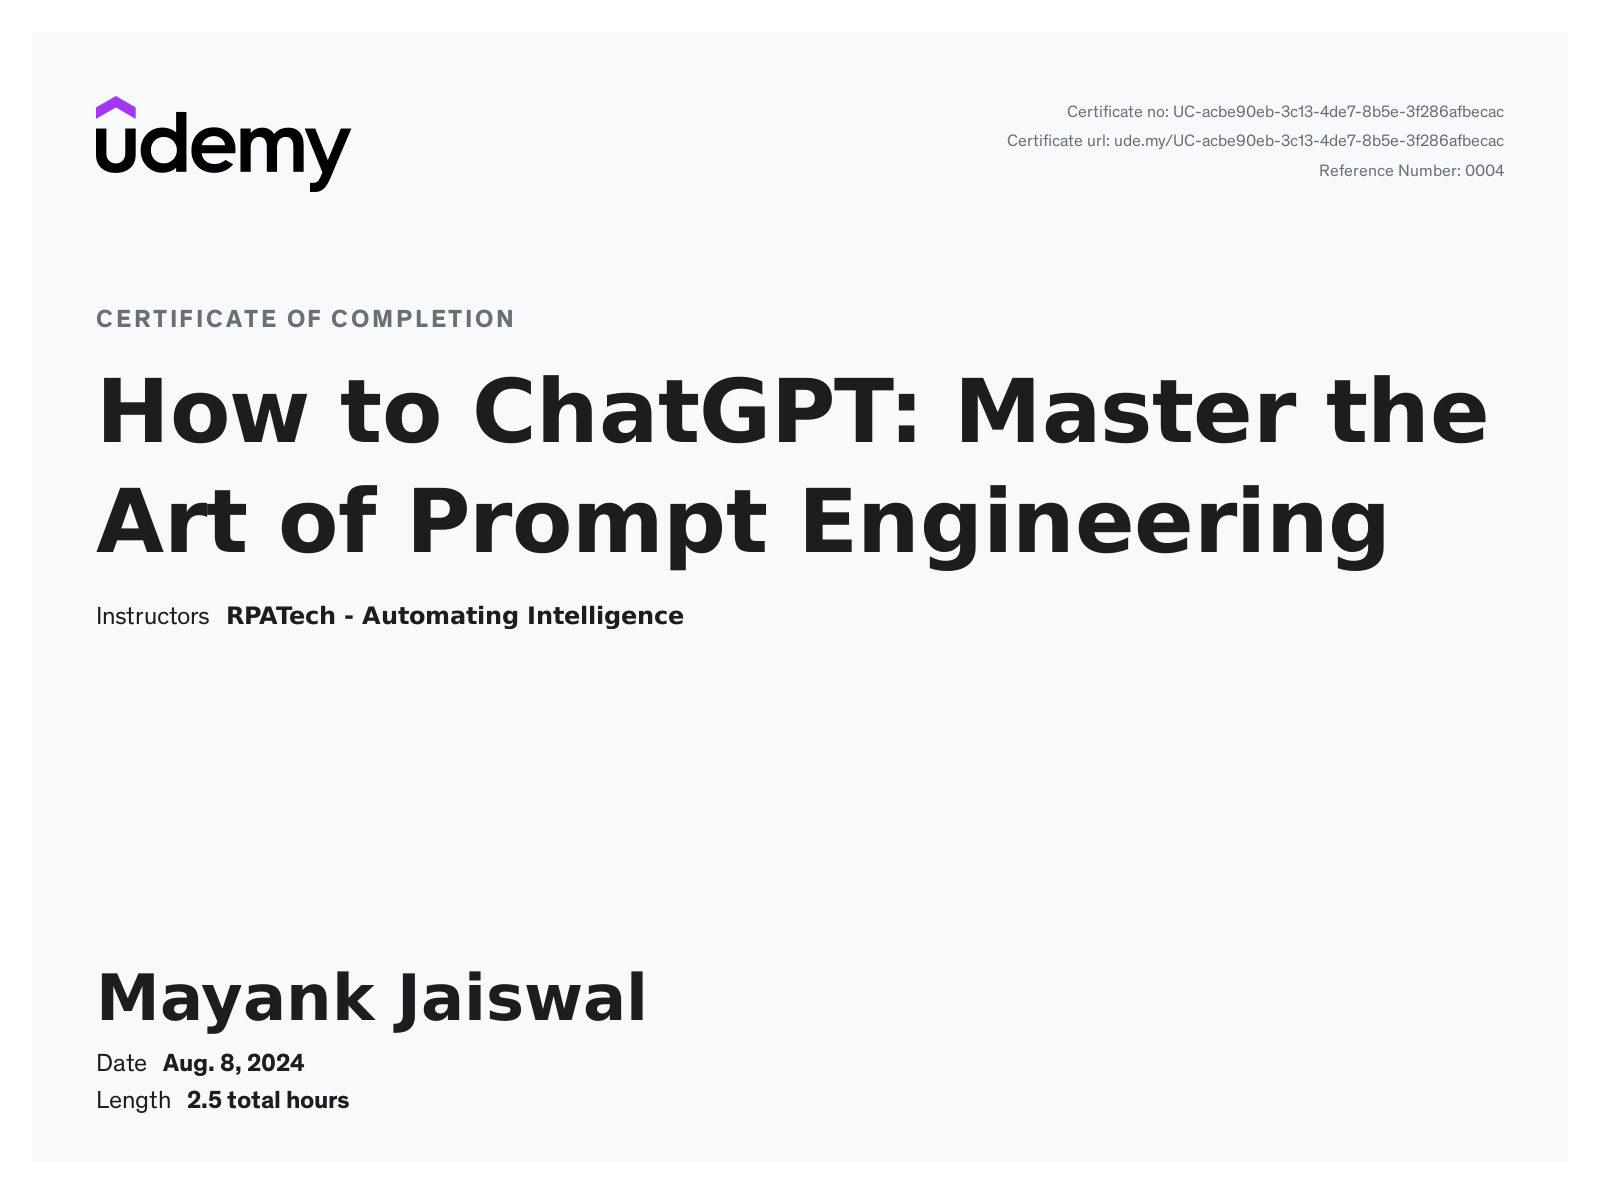 udemy
Certificate no: UC-acbe90eb-3c13-4de7-8b5e-3f286afbecac
Certificate url: ude.my/UC-acbe90eb-3c13-4de7-8b5e-3f286afbecac
Reference Number: 0004
CERTIFICATE OF COMPLETION
How to ChatGPT: Master the
Art of Prompt Engineering
Instructors RPATech - Automating Intelligence
Mayank Jaiswal
Date Aug. 8, 2024
Length 2.5 total hours